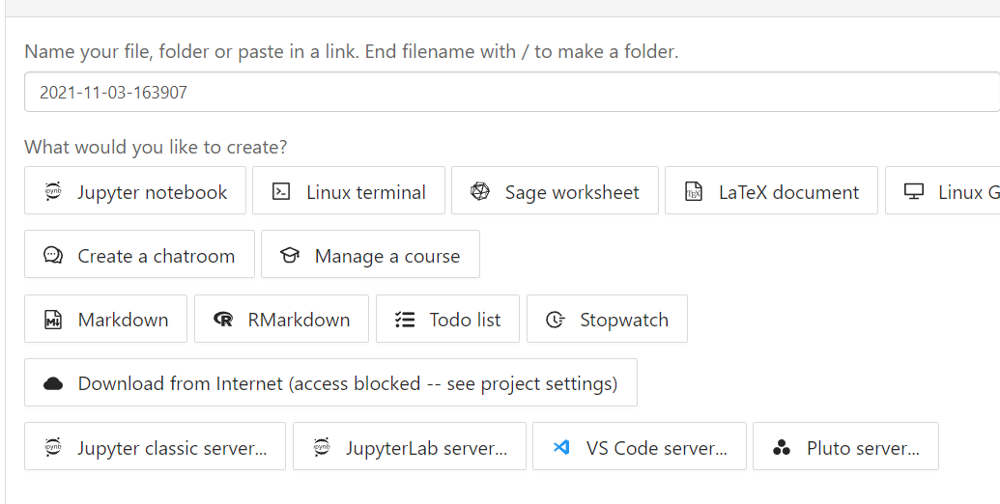 Name your file, folder or paste in a link. End filename with / to make a folder.
2021-11-03-163907
What would you like to create?
Jupyter notebook Linux terminal Sage worksheet LaTeX document Linux G
Create a chatroom Manage a course
Markdown RMarkdown Todo list Stopwatch
Download from Internet (access blocked -- see project settings)
Jupyter classic server... JupyterLab server... VS Code server... Pluto server...